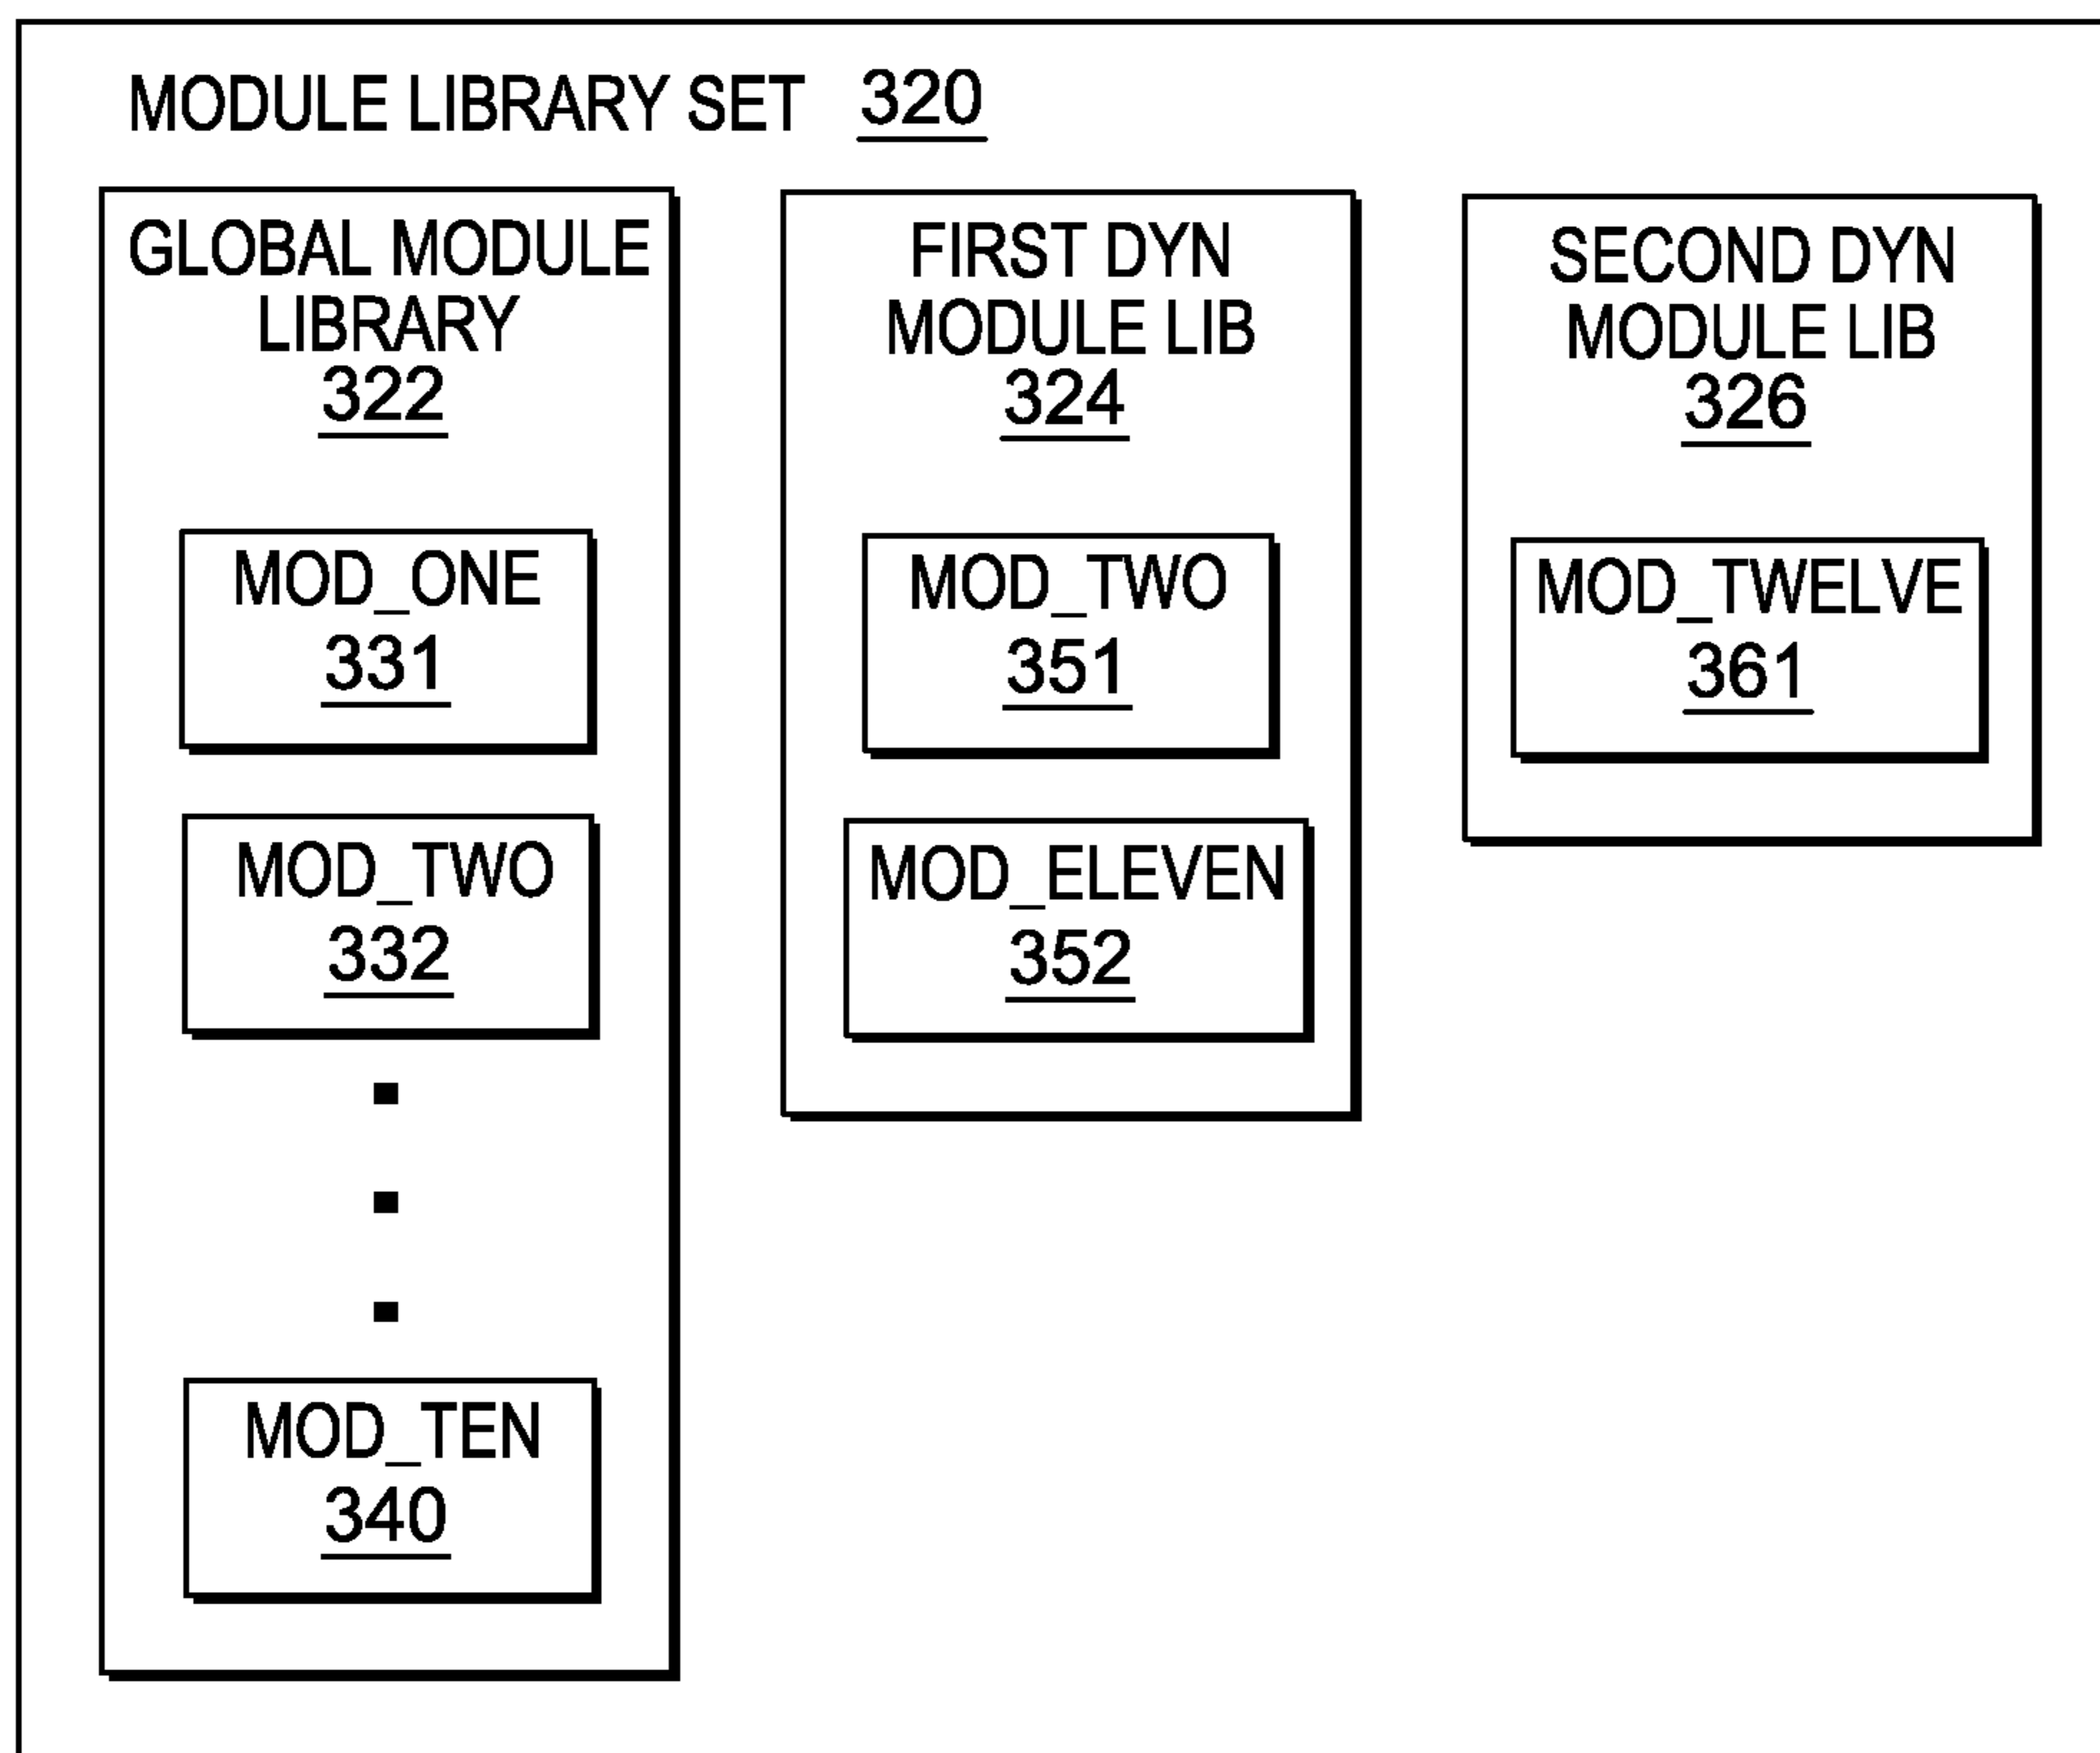 MODULE LIBRARY SET 320
GLOBAL MODULE
LIBRARY
322
MOD_ONE
331
MOD_TWO
332
MOD_TEN
340
FIRST DYN
MODULE LIB
324
MOD_TWO
351
MOD_ELEVEN
352
SECOND DYN
MODULE LIB
326
MOD_TWELVE
361